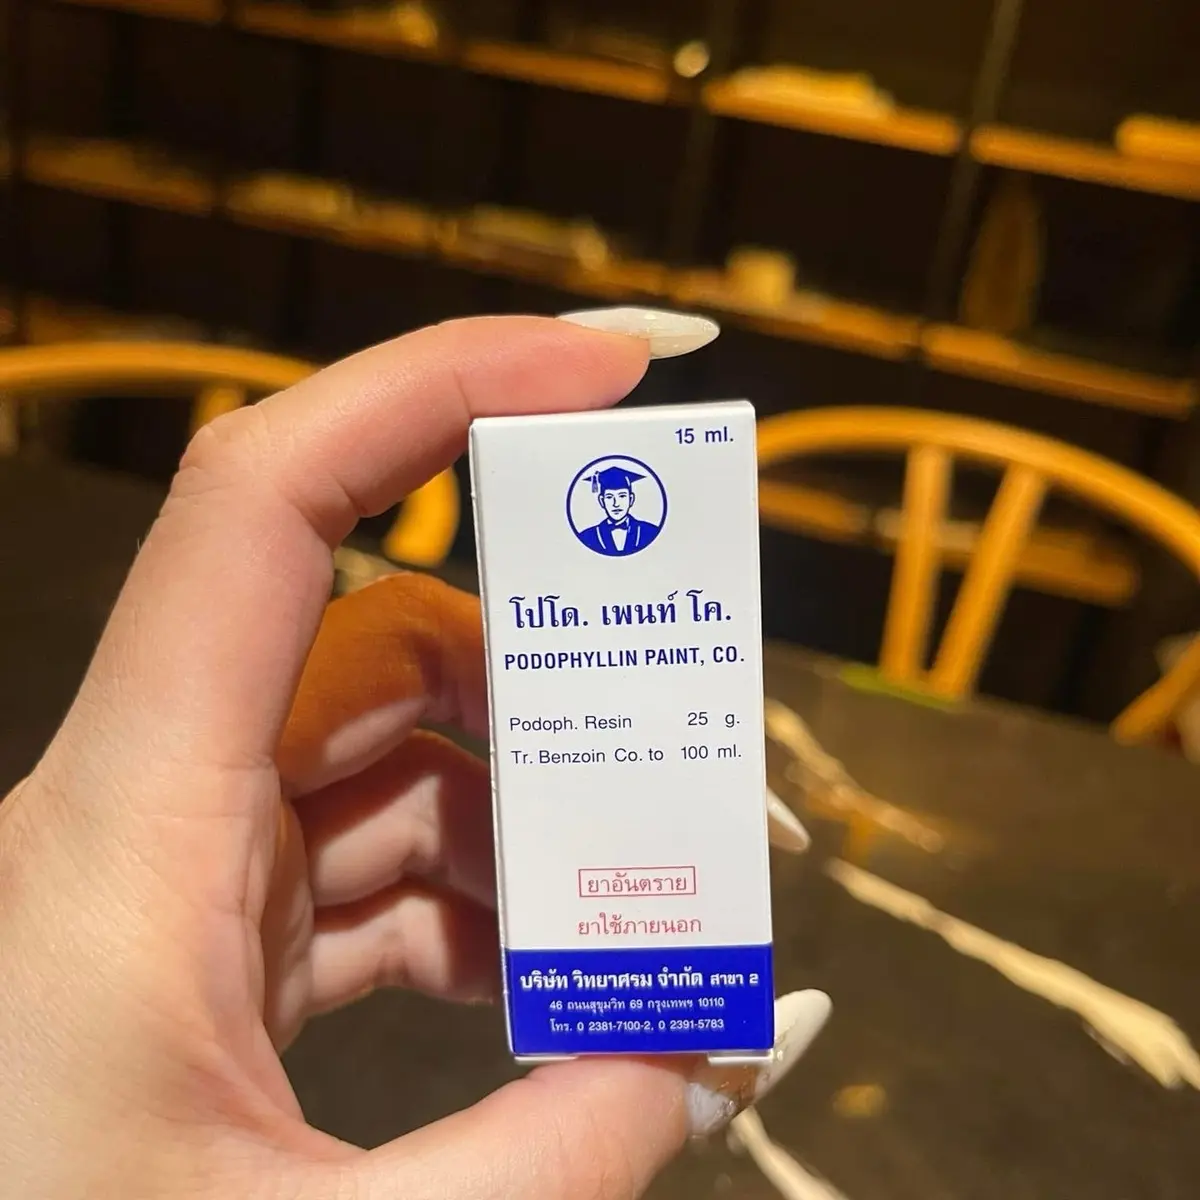 15 ml.
โปโด. เพนท์ โค.
PODOPHYLLIN PAINT, CO.
Podoph. Resin 25 g.
Tr. Benzoin Co. to 100 ml.
ยาอันตราย
ยาใช้ภายนอก
บริษัท วิทยาศรม จำกัด สาขา 2
46 ถนนสุขุมวิท 69 กรุงเทพฯ 10110
โทร. 0 2381-7100-2, 0 2391-5783